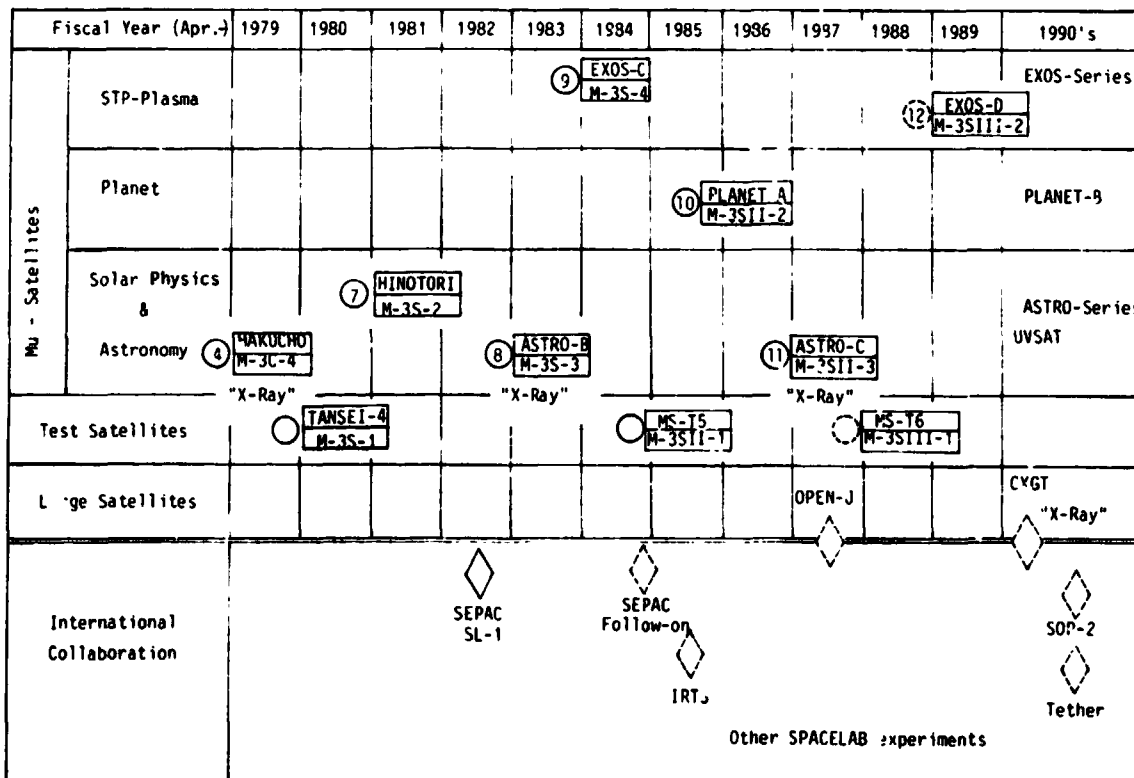 Fiscal Year (Apr.-) 1979 1980 1981 1982 1983 1984 1985 1986 1987 1988 1989 1990's
Mu - Satellites
STP-Plasma
9 EXOS-C
M-3S-4
12 EXOS-D
M-3SIII-2
EXOS-Series
Planet
10 PLANET A
M-3SII-2
PLANET-B
Solar Physics
&
Astronomy
7 HINOTORI
M-3S-2
4 HAKUCHO
M-3C-4
"X-Ray"
8 ASTRO-B
M-3S-3
"X-Ray"
11 ASTRO-C
M-3SII-3
"X-Ray"
ASTRO-Series
UVSAT
Test Satellites
TANSEI-4
M-3S-1
MS-T5
M-3SII-1
MS-T6
M-3SIII-1
Satellites
OPEN-J
"X-Ray"
International
Collaboration
SEPAC
SL-1
SEPAC
Follow-on
Tether
Other SPACELAB experiments